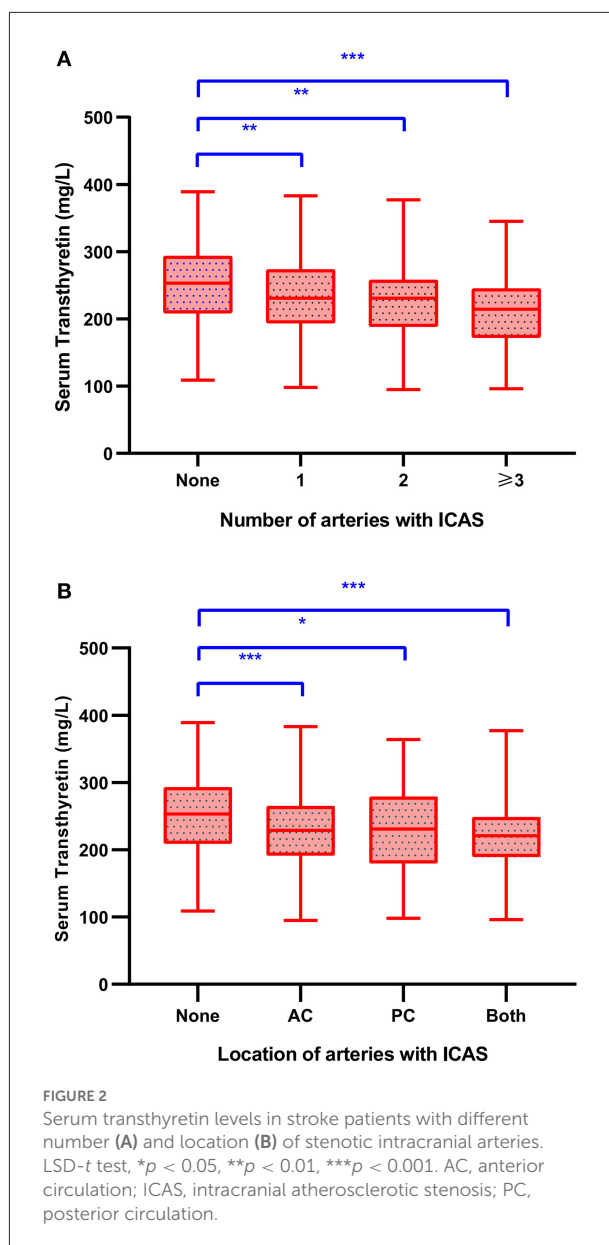 A
***
**
**
500
400
300
200
100
0
Serum Transthyretin (mg/L)
None 1 2 ⩾3
Number of arteries with ICAS
B
***
*
***
500
400
300
200
100
0
Serum Transthyretin (mg/L)
None AC PC Both
Location of arteries with ICAS
FIGURE 2
Serum transthyretin levels in stroke patients with different
number (A) and location (B) of stenotic intracranial arteries.
LSD-t test, *p < 0.05, **p < 0.01, ***p < 0.001. AC, anterior
circulation; ICAS, intracranial atherosclerotic stenosis; PC,
posterior circulation.